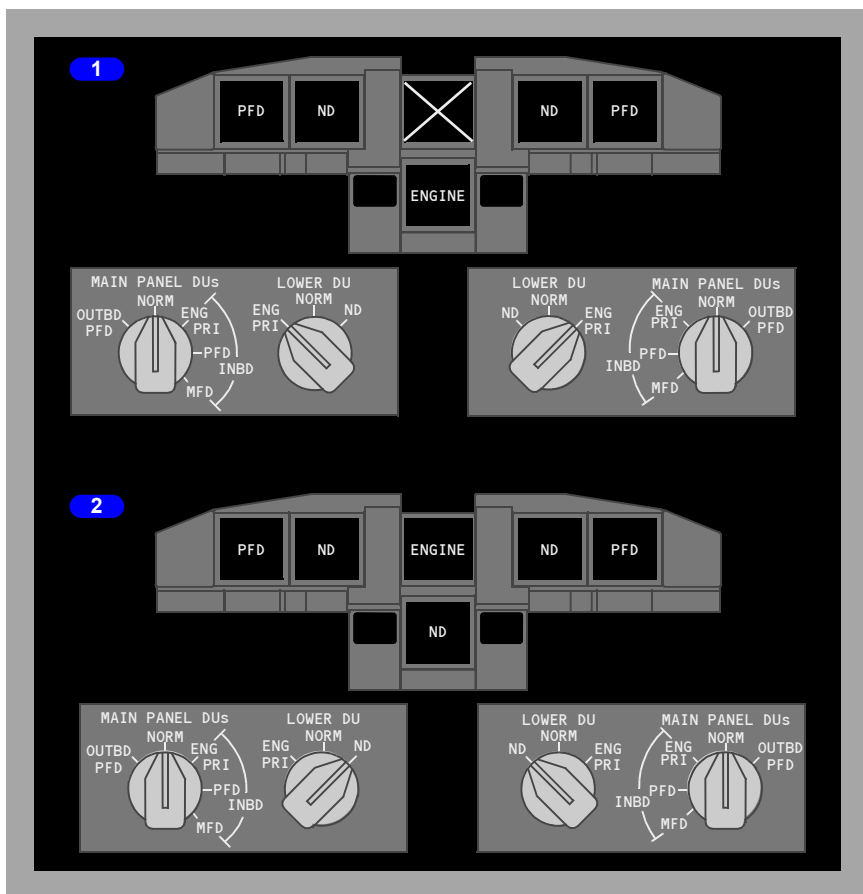 1
PFD
ND
ND
PFD
ENGINE
MAIN PANEL DUs
NORM
OUTBD
PFD
ENG
PRI
PFD
INBD
MFD
LOWER DU
NORM
ENG
PRI
ND
LOWER DU
NORM
ND
ENG
PRI
MAIN PANEL DUs
NORM
ENG
PRI
OUTBD
PFD
PFD
INBD
MFD
2
PFD
ND
ENGINE
ND
PFD
ND
MAIN PANEL DUs
NORM
OUTBD
PFD
ENG
PRI
PFD
INBD
MFD
LOWER DU
NORM
ENG
PRI
ND
LOWER DU
NORM
ND
ENG
PRI
MAIN PANEL DUs
NORM
ENG
PRI
OUTBD
PFD
PFD
INBD
MFD